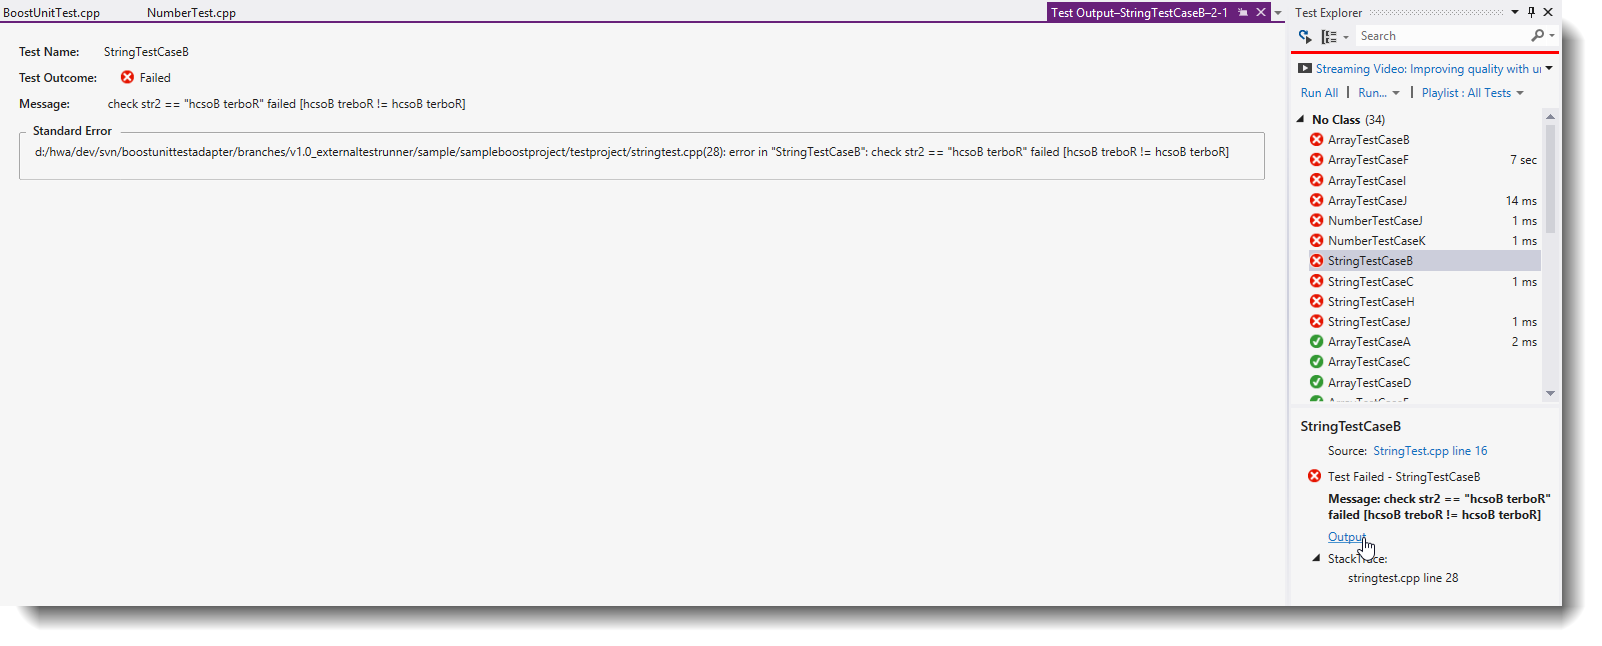 BoostUnitTest.cpp
NumberTest.cpp
Test Output–StringTestCaseB–2-1
Test Name: StringTestCaseB
Test Outcome: Failed
Message: check str2 == "hcsoB terboR" failed [hcsoB treboR != hcsoB terboR]
Standard Error
d:/hwa/dev/svn/boostunittestadapter/branches/v1.0_externaltestrunner/sample/sampleboostproject/testproject/stringtest.cpp(28): error in "StringTestCaseB": check str2 == "hcsoB terboR" failed [hcsoB treboR != hcsoB terboR]
Test Explorer
Search
Streaming Video: Improving quality with
Run All | Run... | Playlist : All Tests
No Class (34)
ArrayTestCaseB
ArrayTestCaseF 7 sec
ArrayTestCaseI
ArrayTestCaseJ 14 ms
NumberTestCaseJ 1 ms
NumberTestCaseK 1 ms
StringTestCaseB
StringTestCaseC 1 ms
StringTestCaseH
StringTestCaseJ 1 ms
ArrayTestCaseA 2 ms
ArrayTestCaseC
ArrayTestCaseD
StringTestCaseB
Source: StringTest.cpp line 16
Test Failed - StringTestCaseB
Message: check str2 == "hcsoB terboR"
failed [hcsoB treboR != hcsoB terboR]
Output
StackTrace:
stringtest.cpp line 28